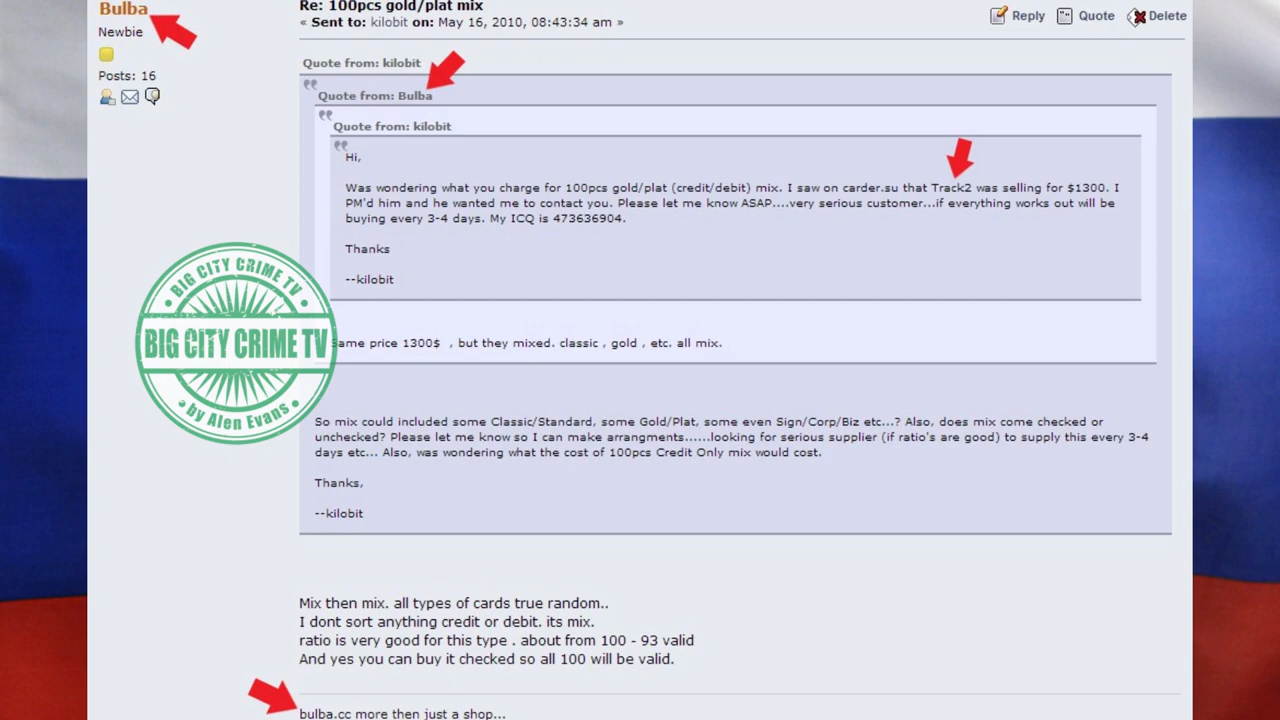 Bulba
Newbie
Posts: 16
Re: 100pcs gold/plat mix
« Sent to: kilobit on: May 16, 2010, 08:43:34 am »
Reply Quote Delete
Quote from: kilobit
Quote from: Bulba
Quote from: kilobit
Hi,
Was wondering what you charge for 100pcs gold/plat (credit/debit) mix. I saw on carder.su that Track2 was selling for $1300. I
PM'd him and he wanted me to contact you. Please let me know ASAP....very serious customer...if everything works out will be
buying every 3-4 days. My ICQ is 473636904.
Thanks
--kilobit
BIG CITY CRIME TV
BIG CITY CRIME TV
by Alen Evans
ame price 1300$ , but they mixed. classic , gold , etc. all mix.
So mix could included some Classic/Standard, some Gold/Plat, some even Sign/Corp/Biz etc...? Also, does mix come checked or
unchecked? Please let me know so I can make arrangments......looking for serious supplier (if ratio's are good) to supply this every 3-4
days etc... Also, was wondering what the cost of 100pcs Credit Only mix would cost.
Thanks,
--kilobit
Mix then mix. all types of cards true random..
I dont sort anything credit or debit. its mix.
ratio is very good for this type . about from 100 - 93 valid
And yes you can buy it checked so all 100 will be valid.
bulba.cc more then just a shop...